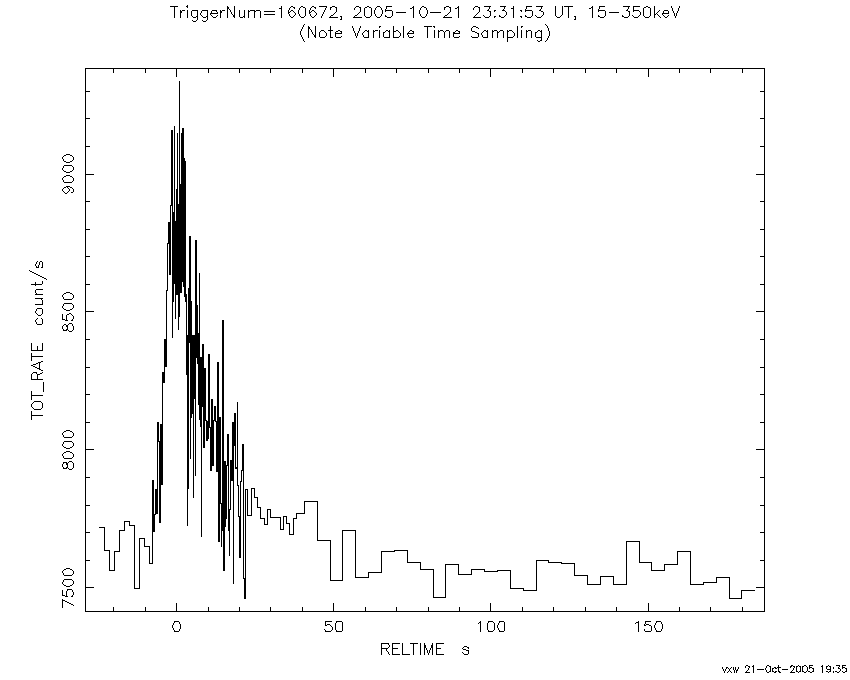 TriggerNum=160672, 2005-10-21 23:31:53 UT, 15-350keV
(Note Variable Time Sampling)
9000
8500
8000
7500
TOT_RATE count/s
0 50 100 150
RELTIME s
vxw 21-Oct-2005 19:35